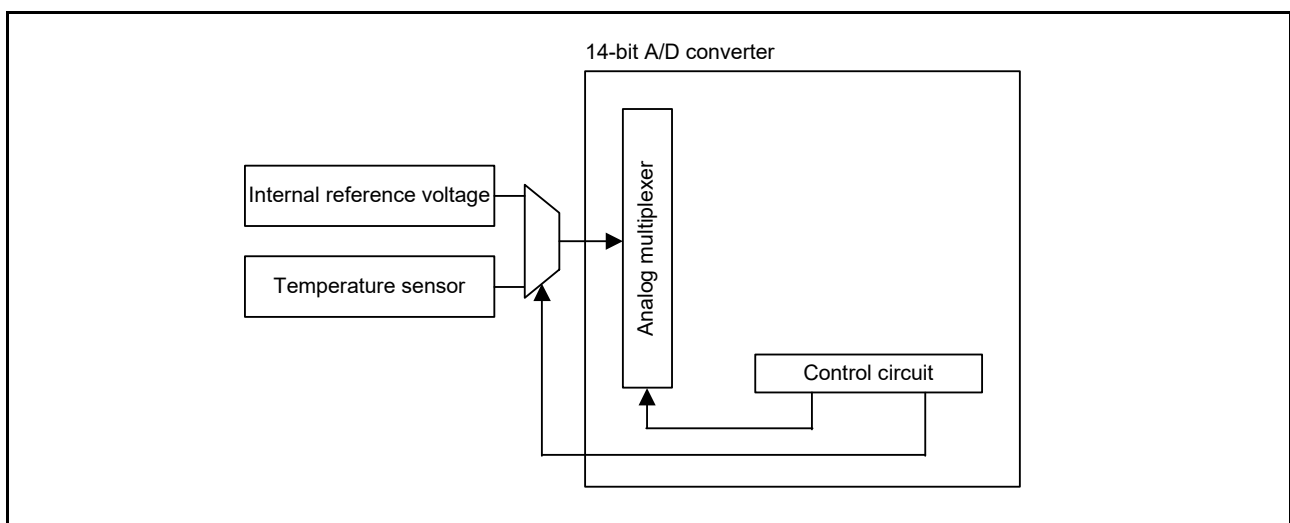 14-bit A/D converter
Internal reference voltage
Temperature sensor
Analog multiplexer
Control circuit